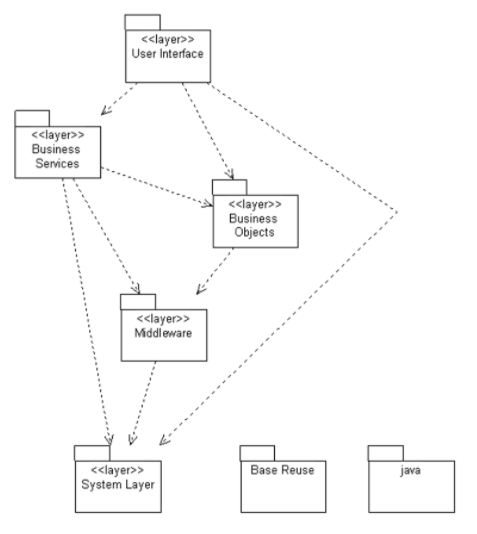 <<layer>>
User Interface
<<layer>>
Business
Services
<<layer>>
Business
Objects
<<layer>>
Middleware
<<layer>>
System Layer
Base Reuse
java